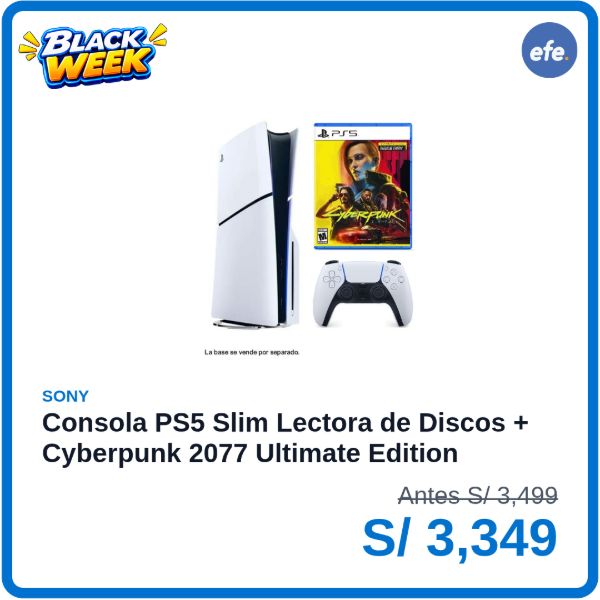 BLACK
WEEK
efe.
PS5
Cyberpunk
M
La base se vende por separado.
SONY
Consola PS5 Slim Lectora de Discos +
Cyberpunk 2077 Ultimate Edition
Antes S/ 3,499
S/ 3,349